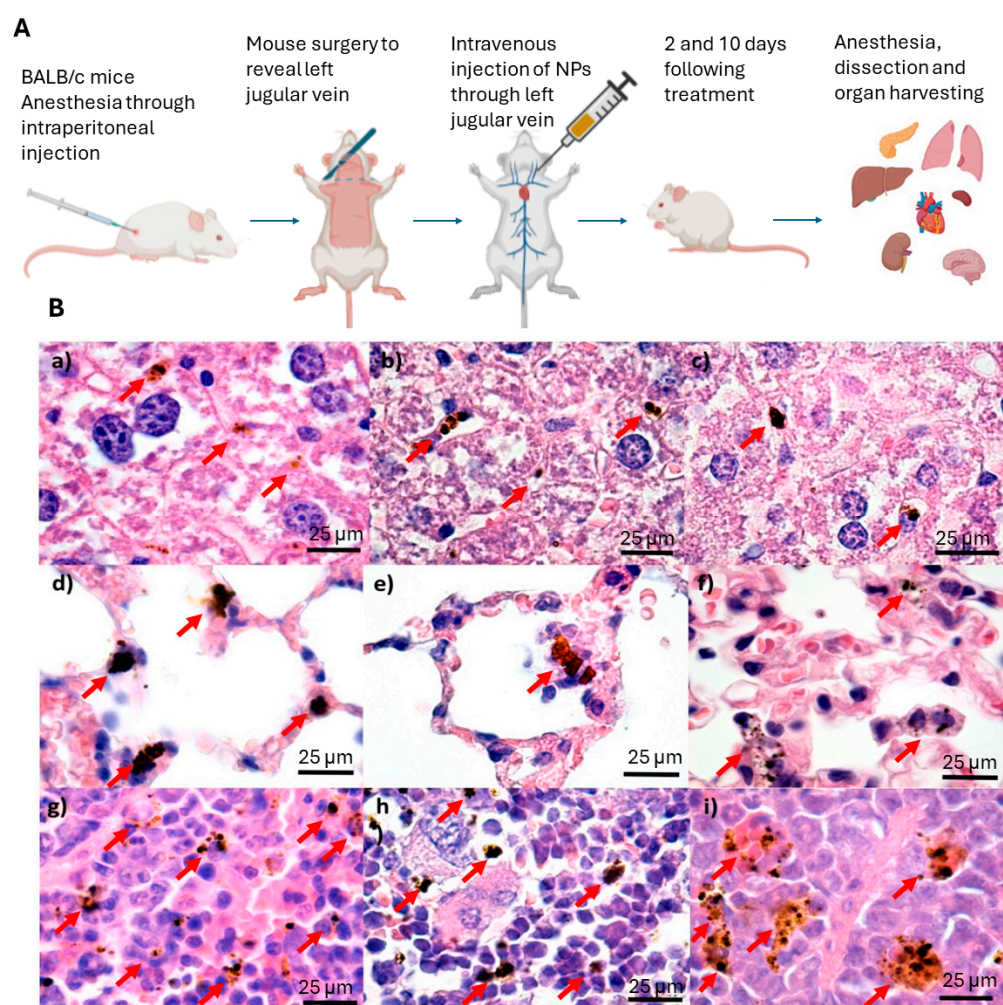 A
BALB/c mice
Anesthesia through
intraperitoneal
injection
Mouse surgery to
reveal left
jugular vein
Intravenous
injection of NPs
through left
jugular vein
2 and 10 days
following
treatment
Anesthesia,
dissection and
organ harvesting
B
a)
25 µm
b)
25 µm
c)
25 µm
d)
25 µm
e)
25 µm
f)
25 µm
g)
25 µm
h
)
25 µm
i)
25 µm